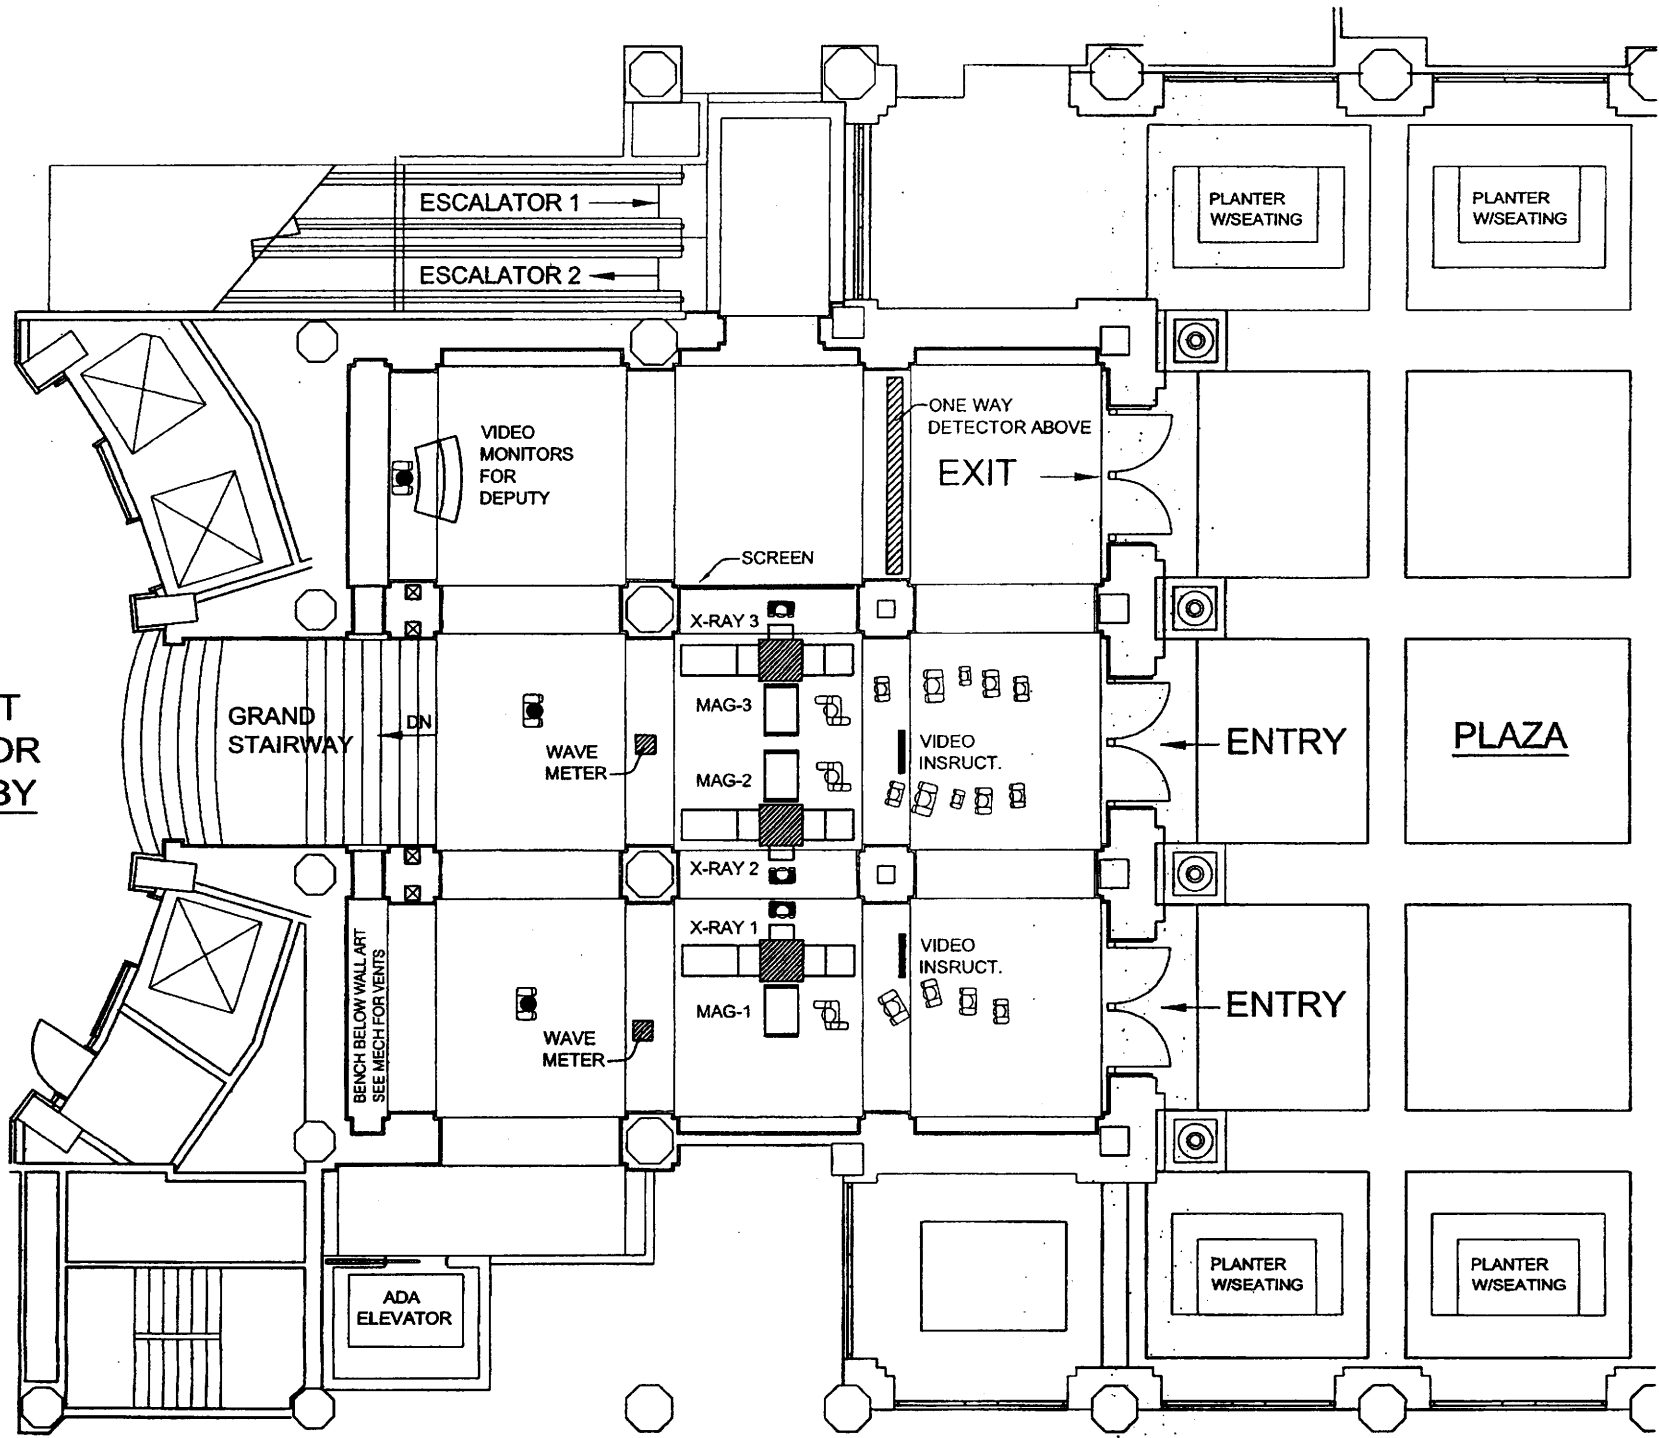 PLANTER
W/SEATING
PLANTER
W/SEATING
ESCALATOR 1
ESCALATOR 2
VIDEO
MONITORS
FOR
DEPUTY
ONE WAY
DETECTOR ABOVE
EXIT
SCREEN
X-RAY 3
MAG-3
GRAND
STAIRWAY
DN
WAVE
METER
MAG-2
VIDEO
INSRUCT.
ENTRY
PLAZA
X-RAY 2
X-RAY 1
MAG-1
VIDEO
INSRUCT.
ENTRY
WAVE
METER
BENCH BELOW WALL ART
SEE MECH FOR VENTS
ADA
ELEVATOR
PLANTER
W/SEATING
PLANTER
W/SEATING